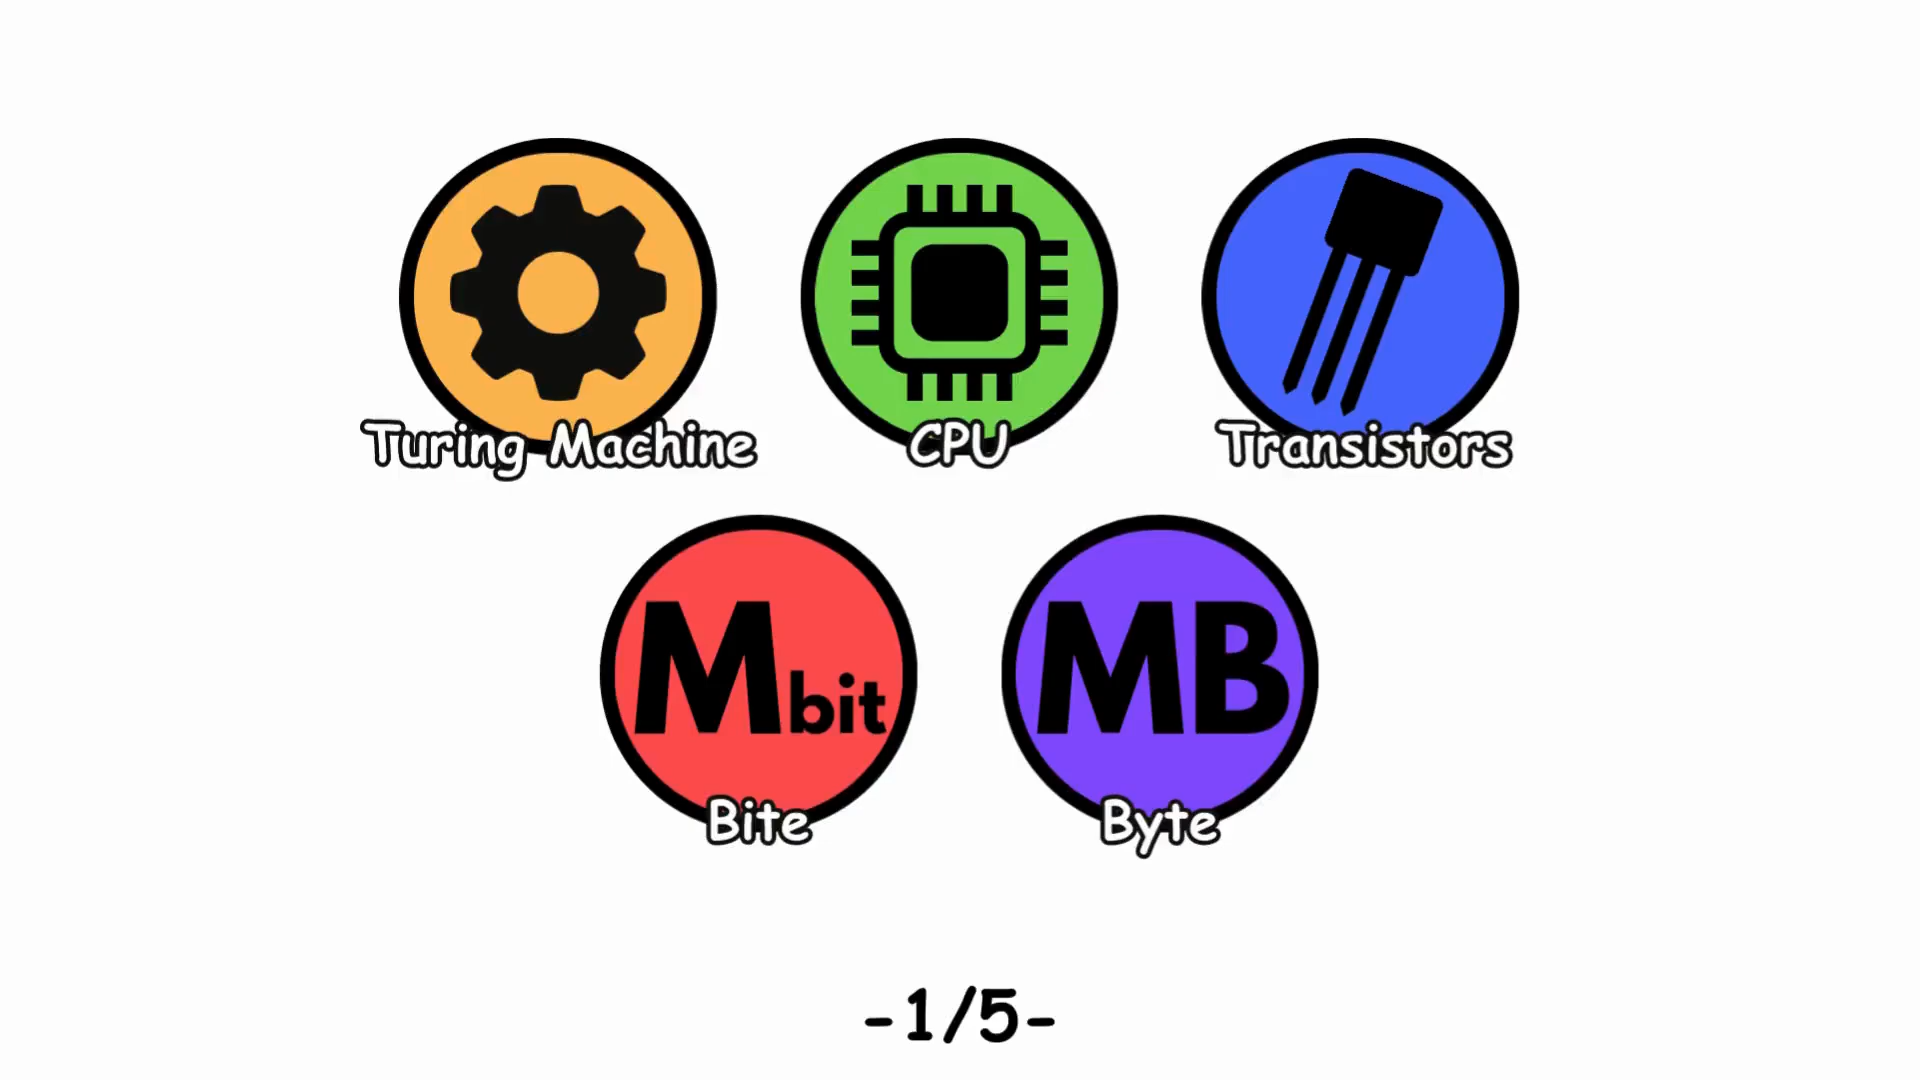 Turing Machine
CPU
Transistors
Mbit
MB
Bite
Byte
-1/5-